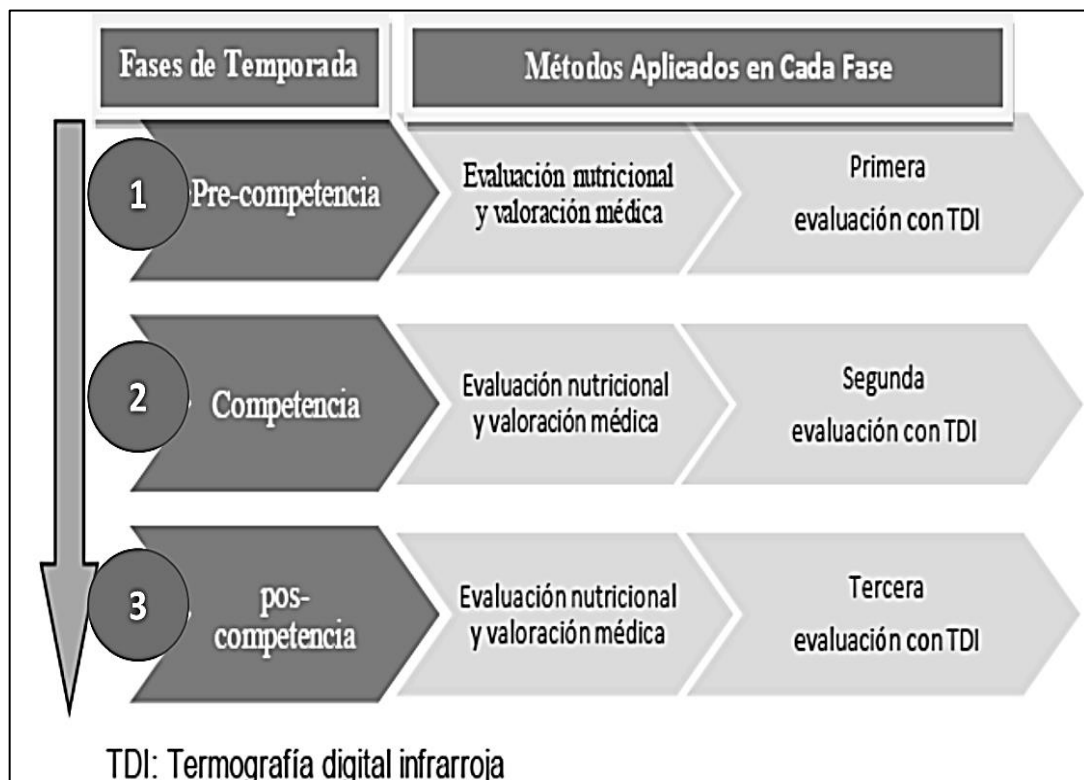 Fases de Temporada
Métodos Aplicados en Cada Fase
1
Pre-competencia
Evaluación nutricional
y valoración médica
Primera
evaluación con TDI
2
Competencia
Evaluación nutricional
y valoración médica
Segunda
evaluación con TDI
3
pos-
competencia
Evaluación nutricional
y valoración médica
Tercera
evaluación con TDI
TDI: Termografía digital infrarroja